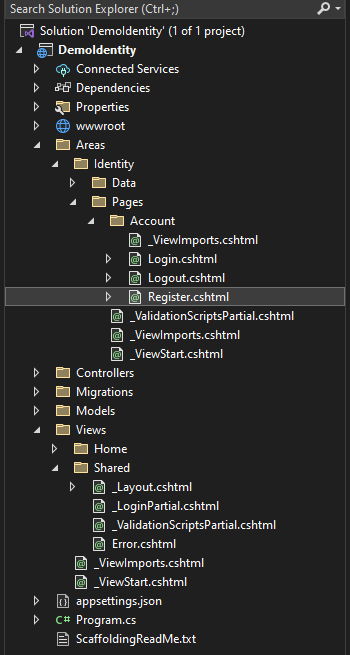 Search Solution Explorer (Ctrl+;)
Solution 'DemoIdentity' (1 of 1 project)
DemoIdentity
Connected Services
Dependencies
Properties
wwwroot
Areas
Identity
Data
Pages
Account
_ViewImports.cshtml
Login.cshtml
Logout.cshtml
Register.cshtml
_ValidationScriptsPartial.cshtml
_ViewImports.cshtml
_ViewStart.cshtml
Controllers
Migrations
Models
Views
Home
Shared
_Layout.cshtml
_LoginPartial.cshtml
_ValidationScriptsPartial.cshtml
Error.cshtml
_ViewImports.cshtml
_ViewStart.cshtml
appsettings.json
C# Program.cs
ScaffoldingReadMe.txt